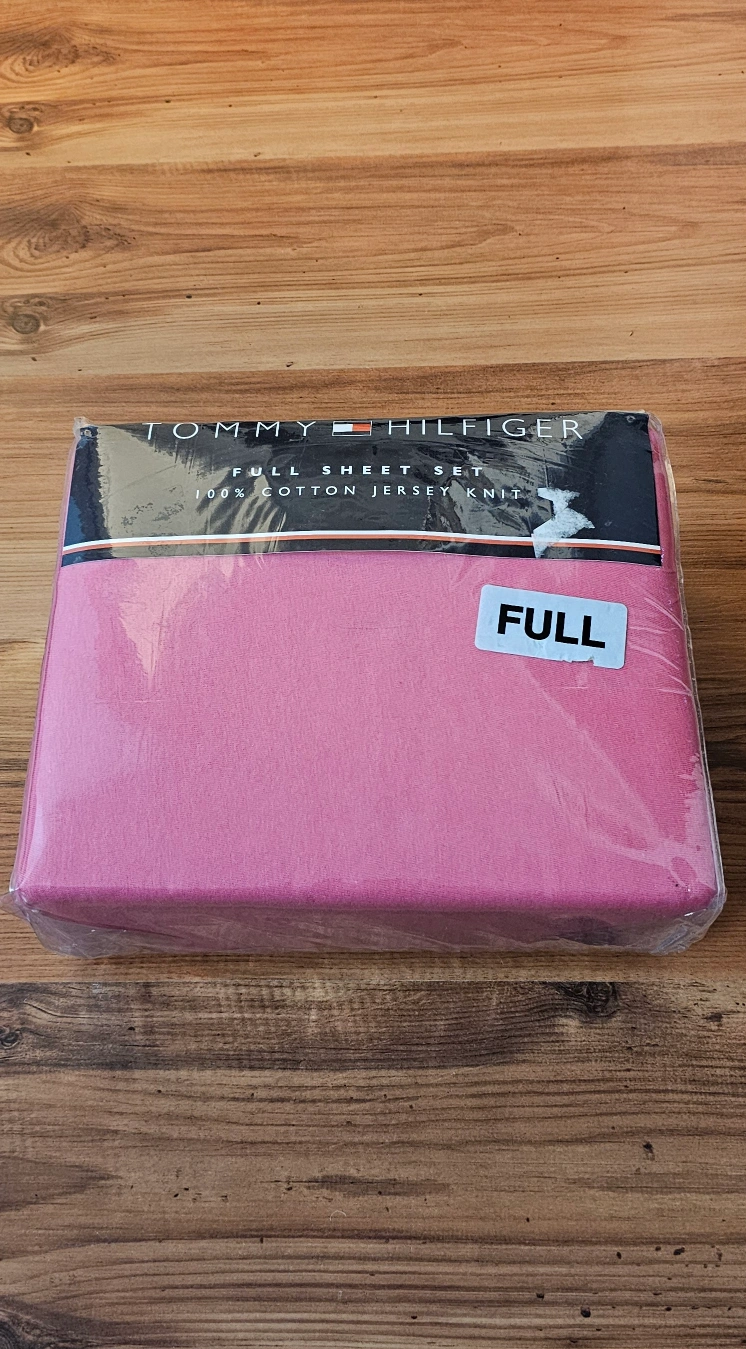 TOMMY HILFIGER
FULL SHEET SET
100% COTTON JERSEY KNIT
FULL